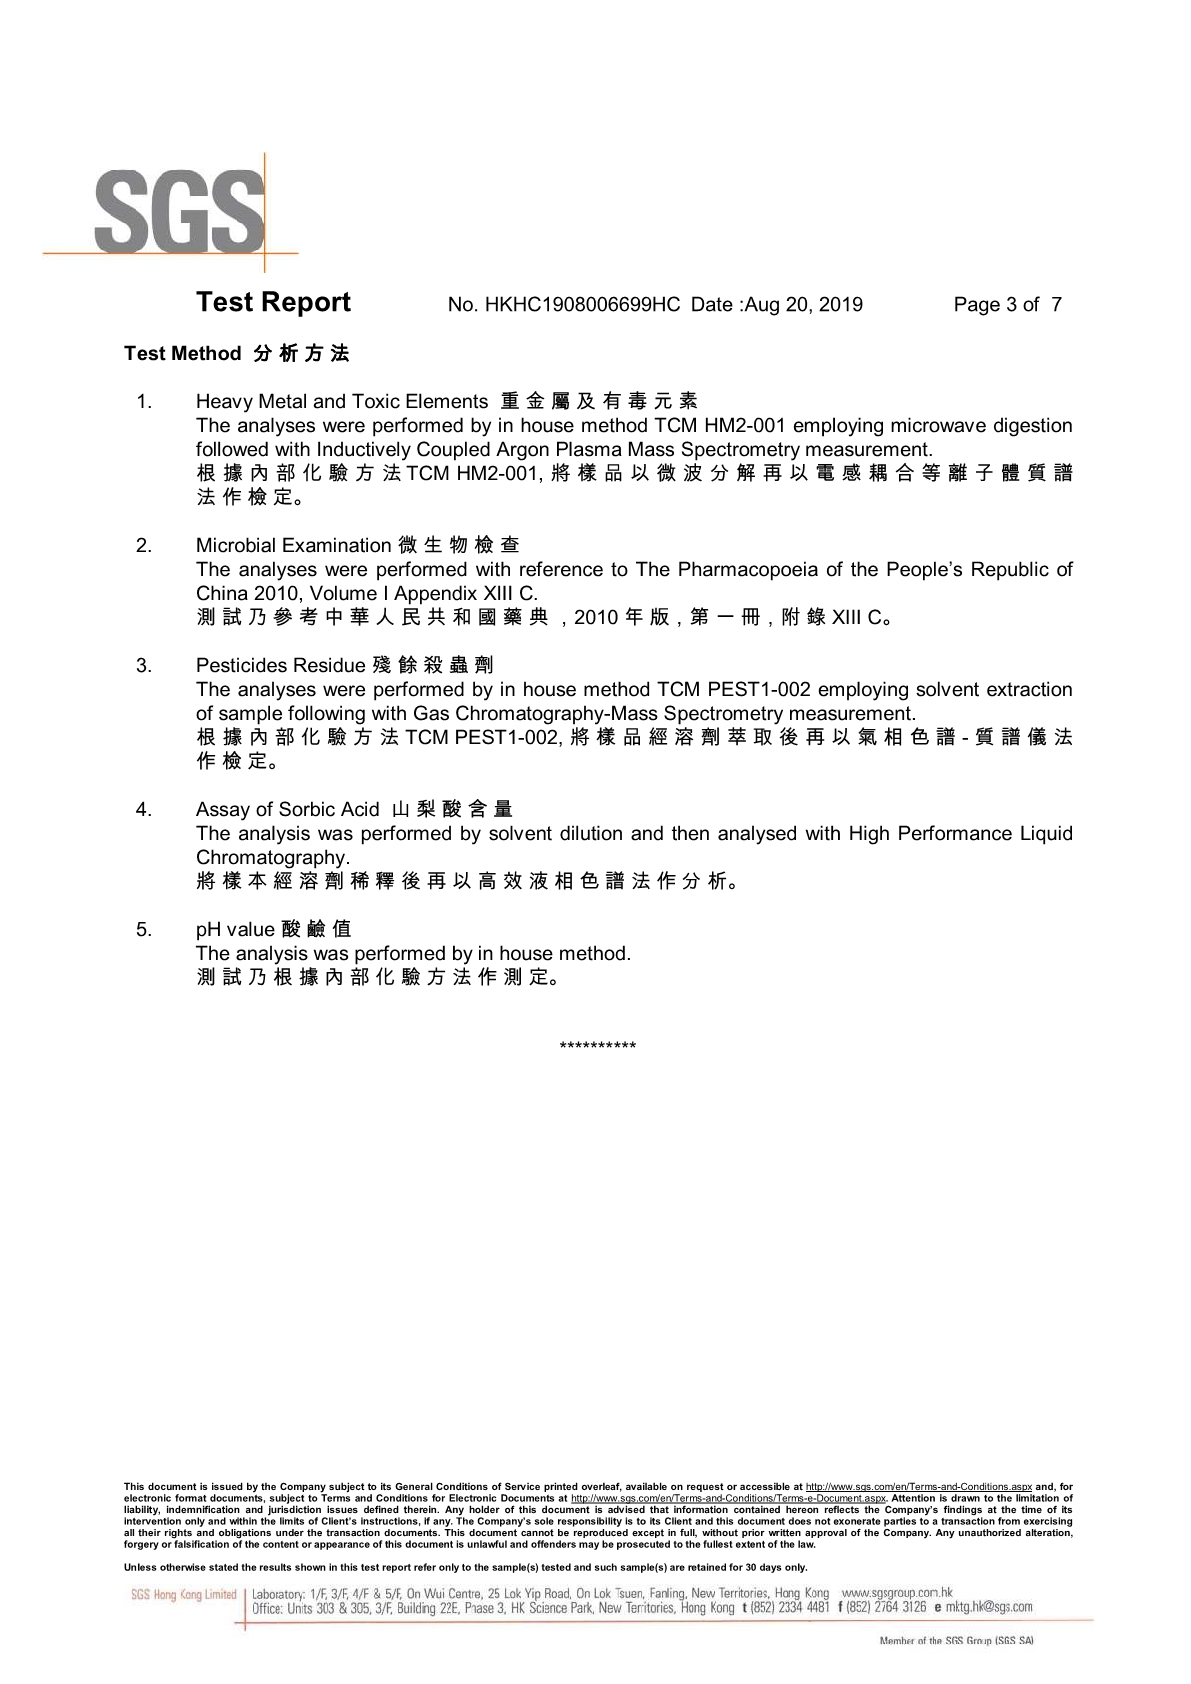 SGS
Test Report No. HKHC1908006699HC Date :Aug 20, 2019 Page 3 of 7
Test Method 分析方法
1. Heavy Metal and Toxic Elements 重金屬及有毒元素
The analyses were performed by in house method TCM HM2-001 employing microwave digestion
followed with Inductively Coupled Argon Plasma Mass Spectrometry measurement.
根據內部化驗方法TCM HM2-001, 將樣品以微波分解再以電感耦合等離子體質譜
法作檢定。
2. Microbial Examination 微生物檢查
The analyses were performed with reference to The Pharmacopoeia of the People's Republic of
China 2010, Volume I Appendix XIII C.
測試乃參考中華人民共和國藥典, 2010 年版, 第一冊, 附錄 XIII C。
3. Pesticides Residue 殘餘殺蟲劑
The analyses were performed by in house method TCM PEST1-002 employing solvent extraction
of sample following with Gas Chromatography-Mass Spectrometry measurement.
根據內部化驗方法TCM PEST1-002, 將樣品經溶劑萃取後再以氣相色譜-質譜儀法
作檢定。
4. Assay of Sorbic Acid 山梨酸含量
The analysis was performed by solvent dilution and then analysed with High Performance Liquid
Chromatography.
將樣本經溶劑稀釋後再以高效液相色譜法作分析。
5. pH value 酸鹼值
The analysis was performed by in house method.
測試乃根據內部化驗方法作測定。
**********
This document is issued by the Company subject to its General Conditions of Service printed overleaf, available on request or accessible at http://www.sgs.com/en/Terms-and-Conditions.aspx and, for
electronic format documents, subject to Terms and Conditions for Electronic Documents at http://www.sgs.com/en/Terms-and-Conditions/Terms-e-Document.aspx. Attention is drawn to the limitation of
liability, indemnification and jurisdiction issues defined therein. Any holder of this document is advised that information contained hereon reflects the Company's findings at the time of its
intervention only and within the limits of Client's instructions, if any. The Company's sole responsibility is to its Client and this document does not exonerate parties to a transaction from exercising
all their rights and obligations under the transaction documents. This document cannot be reproduced except in full, without prior written approval of the Company. Any unauthorized alteration,
forgery or falsification of the content or appearance of this document is unlawful and offenders may be prosecuted to the fullest extent of the law.
Unless otherwise stated the results shown in this test report refer only to the sample(s) tested and such sample(s) are retained for 30 days only.
SGS Hong Kong Limited Laboratory: 1/F, 3/F, 4/F & 5/F, On Wui Centre, 25 Lok Yip Road, On Lok Tsuen, Fanling, New Territories, Hong Kong www.sgsgroup.com.hk
Office: Units 303 & 305, 3/F, Building 22E, Phase 3, HK Science Park, New Territories, Hong Kong t (852) 2334 4481 f (852) 2764 3126 e mktg.hk@sgs.com
Member of the SGS Group (SGS SA)